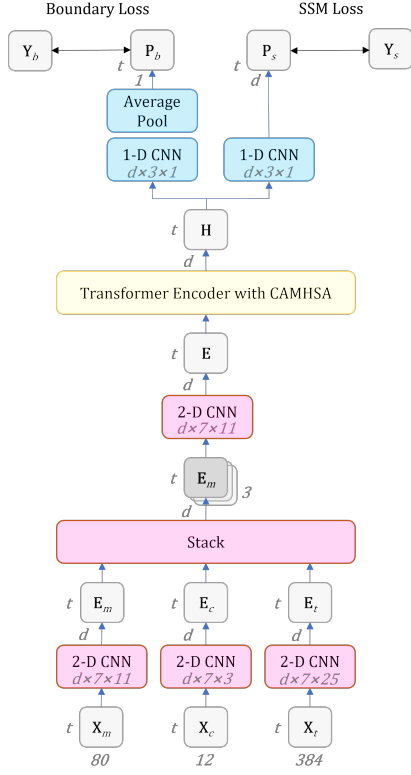 Boundary Loss SSM Loss
Y_b P_b P_s Y_s
t t
1 d
Average
Pool
1-D CNN 1-D CNN
d×3×1 d×3×1
t H
d
Transformer Encoder with CAMHSA
t E
d
2-D CNN
d×7×11
t E_m
3
d
Stack
t E_m t E_c t E_t
d d d
2-D CNN 2-D CNN 2-D CNN
d×7×11 d×7×3 d×7×25
t X_m t X_c t X_t
80 12 384